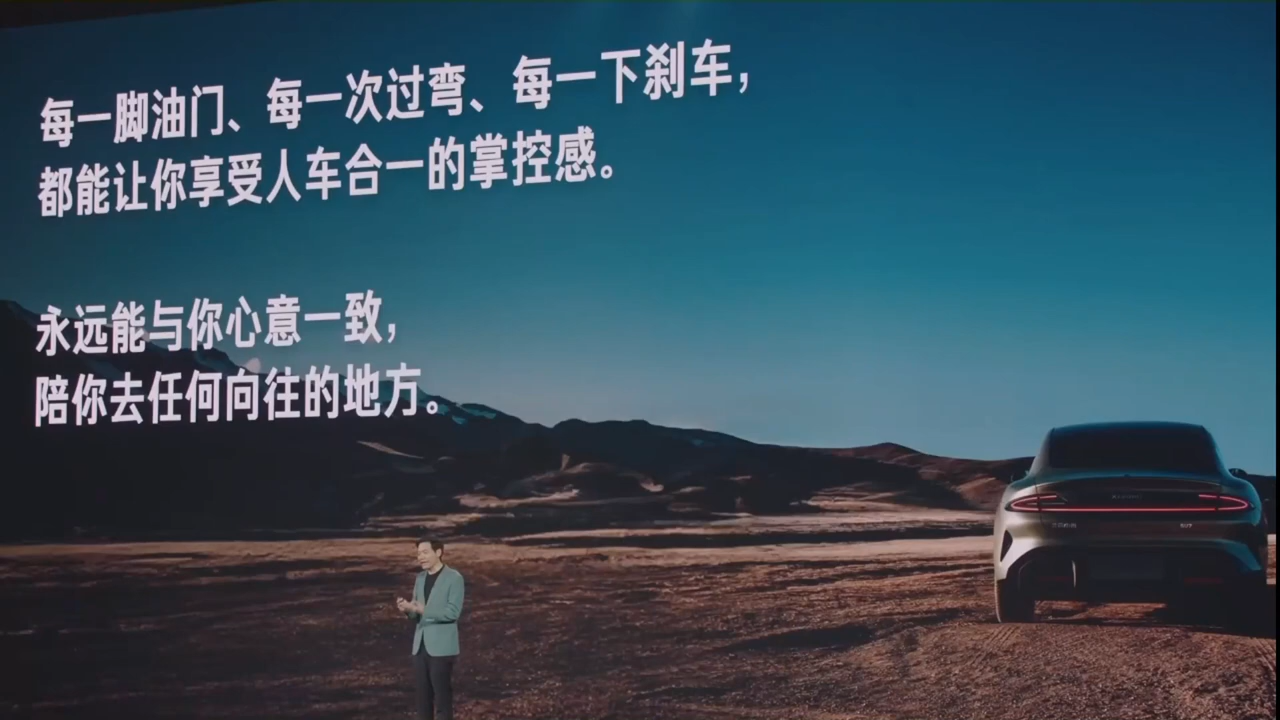 每一脚油门、每一次过弯、每一下刹车，
都能让你享受人车合一的掌控感。
永远能与你心意一致，
陪你去任何向往的地方。